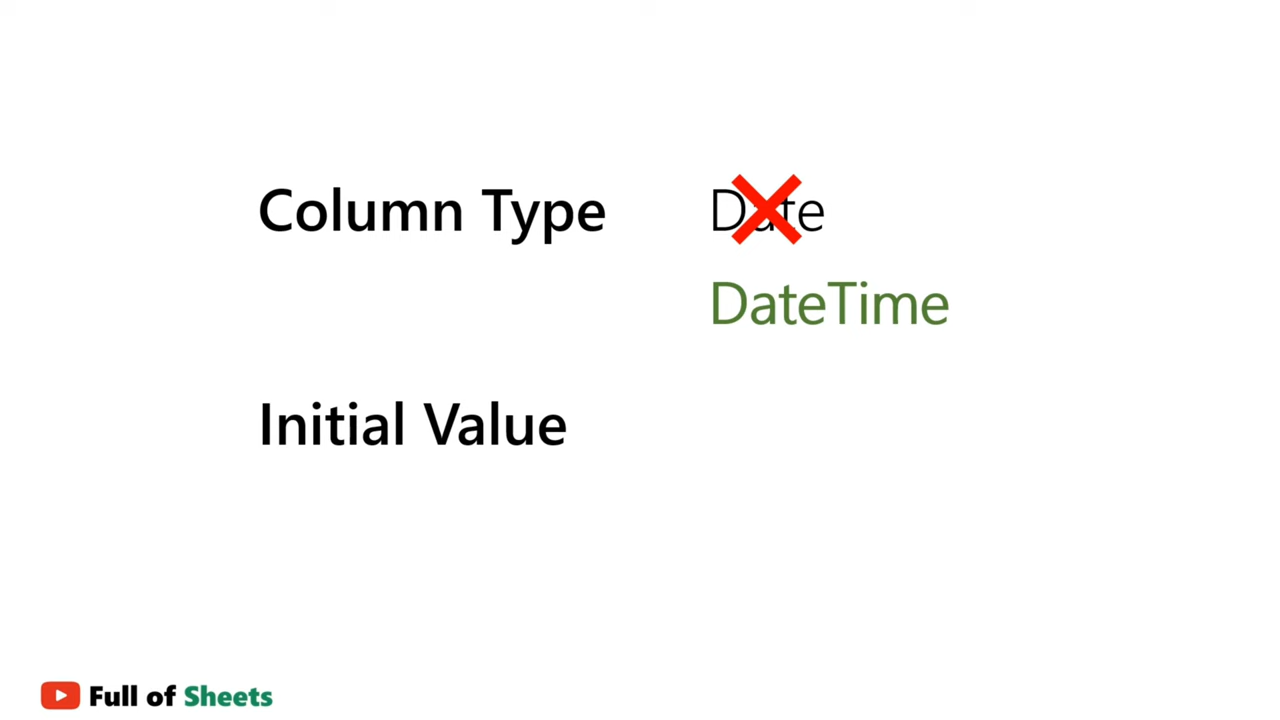 Column Type Date
DateTime
Initial Value
Full of Sheets